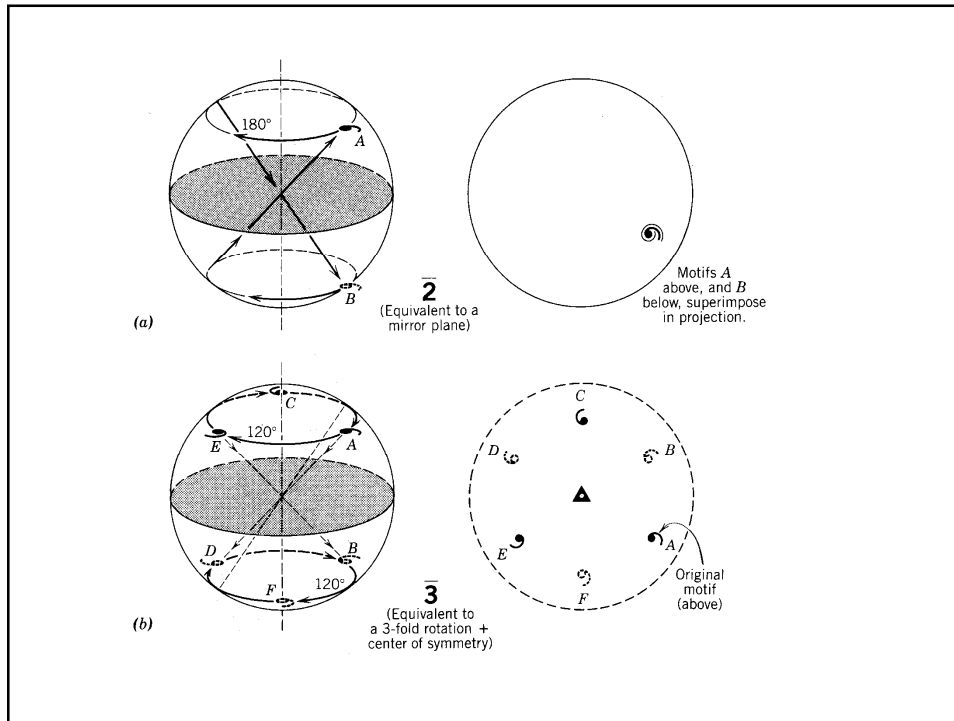 180°
A
B
(a)
2̅
(Equivalent to a
mirror plane)
Motifs A
above, and B
below, superimpose
in projection.
C
120°
E
A
D
B
F
120°
(b)
3̅
(Equivalent to
a 3-fold rotation +
center of symmetry)
C
D
B
E
A
F
Original
motif
(above)